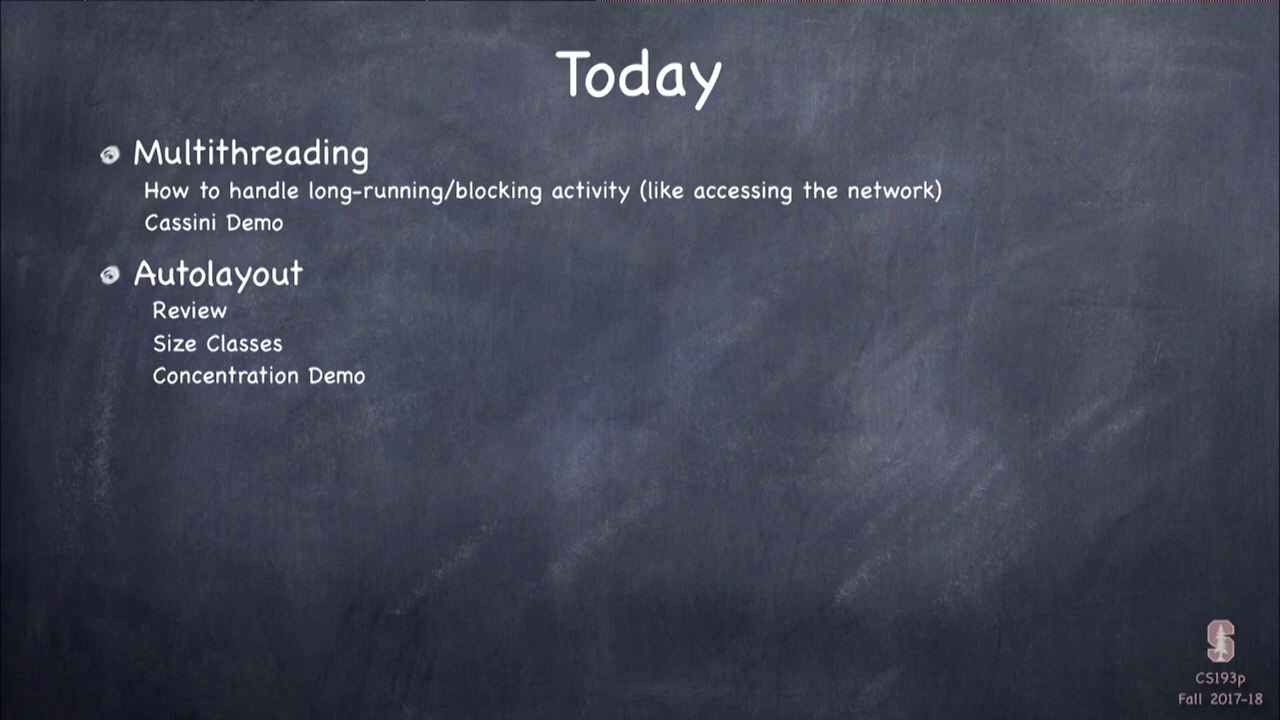 Today
Multithreading
How to handle long-running/blocking activity (like accessing the network)
Cassini Demo
Autolayout
Review
Size Classes
Concentration Demo
S
CS193p
Fall 2017-18